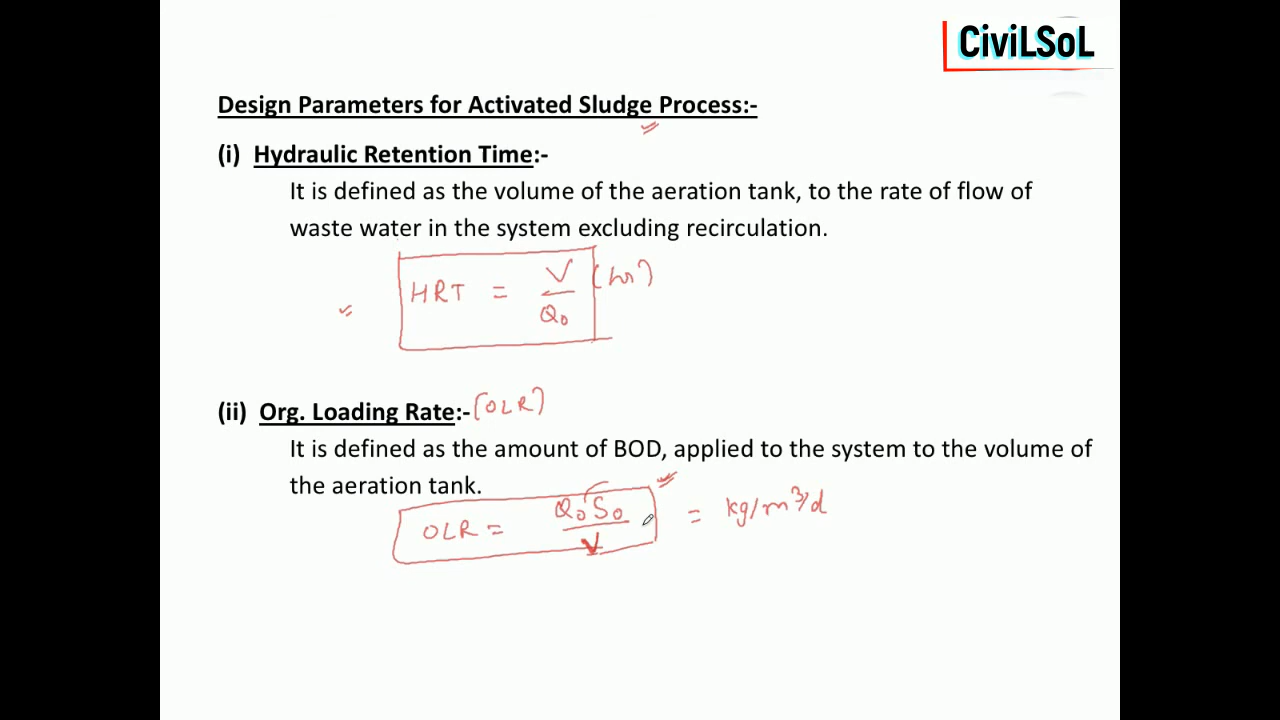 CiviLSoL
Design Parameters for Activated Sludge Process:-
(i) Hydraulic Retention Time:-
It is defined as the volume of the aeration tank, to the rate of flow of
waste water in the system excluding recirculation.
HRT = V/Q₀ (hr)
(ii) Org. Loading Rate:- (OLR)
It is defined as the amount of BOD, applied to the system to the volume of
the aeration tank.
OLR = Q₀S₀/V = kg/m³/d